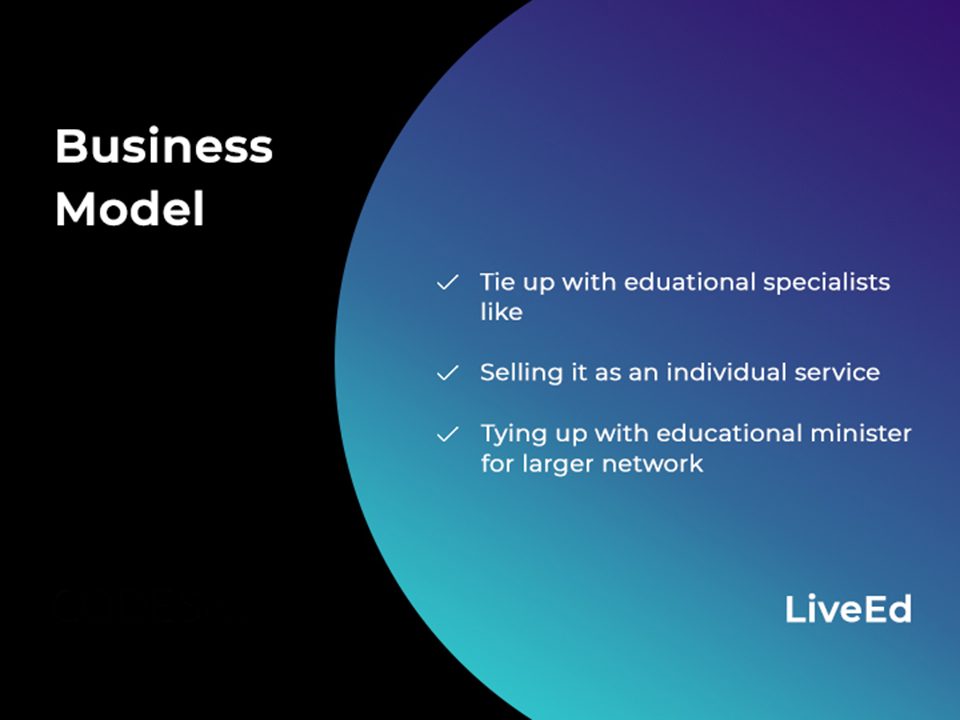 Business
Model
Tie up with eduational specialists
like
Selling it as an individual service
Tying up with educational minister
for larger network
LiveEd